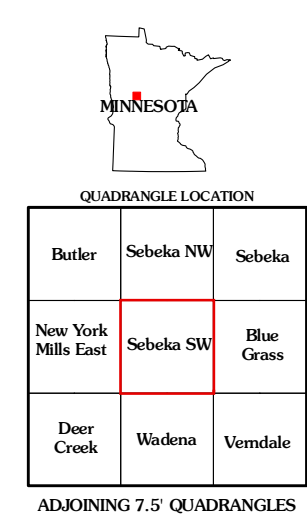 MINNESOTA
QUADRANGLE LOCATION
Butler
Sebeka NW
Sebeka
New York
Mills East
Sebeka SW
Blue
Grass
Deer
Creek
Wadena
Verndale
ADJOINING 7.5' QUADRANGLES